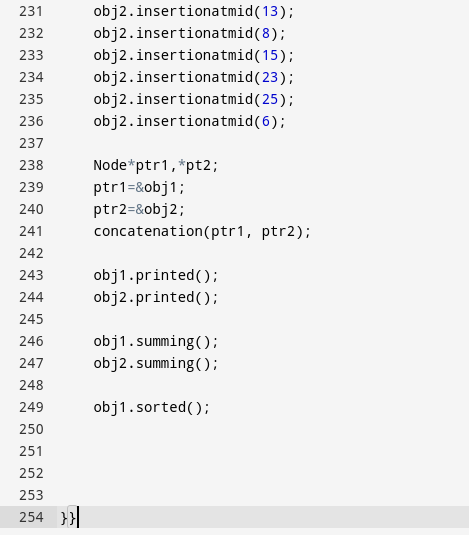 231 obj2.insertionatmid(13);
232 obj2.insertionatmid(8);
233 obj2.insertionatmid(15);
234 obj2.insertionatmid(23);
235 obj2.insertionatmid(25);
236 obj2.insertionatmid(6);
237
238 Node*ptr1,*pt2;
239 ptr1=&obj1;
240 ptr2=&obj2;
241 concatenation(ptr1, ptr2);
242
243 obj1.printed();
244 obj2.printed();
245
246 obj1.summing();
247 obj2.summing();
248
249 obj1.sorted();
250
251
252
253
254 }}